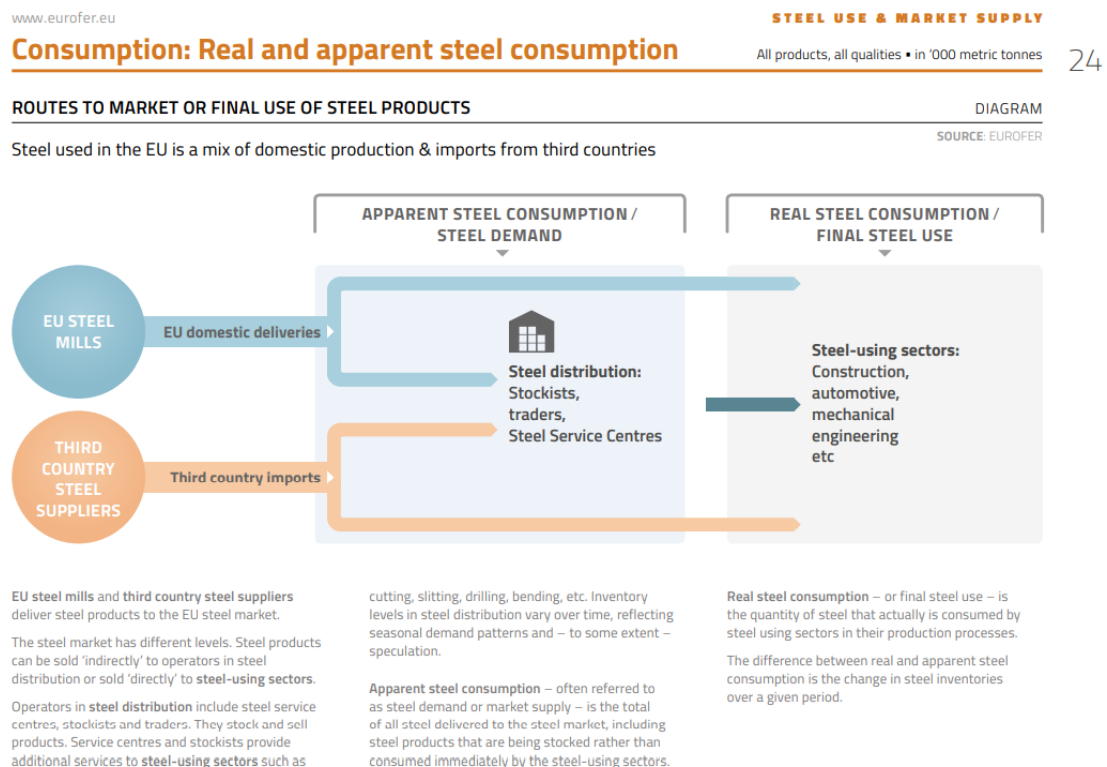 www.eurofer.eu
STEEL USE & MARKET SUPPLY
Consumption: Real and apparent steel consumption
All products, all qualities ▪ in ’000 metric tonnes
24
ROUTES TO MARKET OR FINAL USE OF STEEL PRODUCTS
DIAGRAM
SOURCE: EUROFER
Steel used in the EU is a mix of domestic production & imports from third countries
APPARENT STEEL CONSUMPTION /
STEEL DEMAND
REAL STEEL CONSUMPTION /
FINAL STEEL USE
EU STEEL
MILLS
EU domestic deliveries
Steel distribution:
Stockists,
traders,
Steel Service Centres
Steel-using sectors:
Construction,
automotive,
mechanical
engineering
etc
THIRD
COUNTRY
STEEL
SUPPLIERS
Third country imports
EU steel mills and third country steel suppliers
deliver steel products to the EU steel market.
The steel market has different levels. Steel products
can be sold ‘indirectly’ to operators in steel
distribution or sold ‘directly’ to steel-using sectors.
Operators in steel distribution include steel service
centres, stockists and traders. They stock and sell
products. Service centres and stockists provide
additional services to steel-using sectors such as
cutting, slitting, drilling, bending, etc. Inventory
levels in steel distribution vary over time, reflecting
seasonal demand patterns and – to some extent –
speculation.
Apparent steel consumption – often referred to
as steel demand or market supply – is the total
of all steel delivered to the steel market, including
steel products that are being stocked rather than
consumed immediately by the steel-using sectors.
Real steel consumption – or final steel use – is
the quantity of steel that actually is consumed by
steel using sectors in their production processes.
The difference between real and apparent steel
consumption is the change in steel inventories
over a given period.